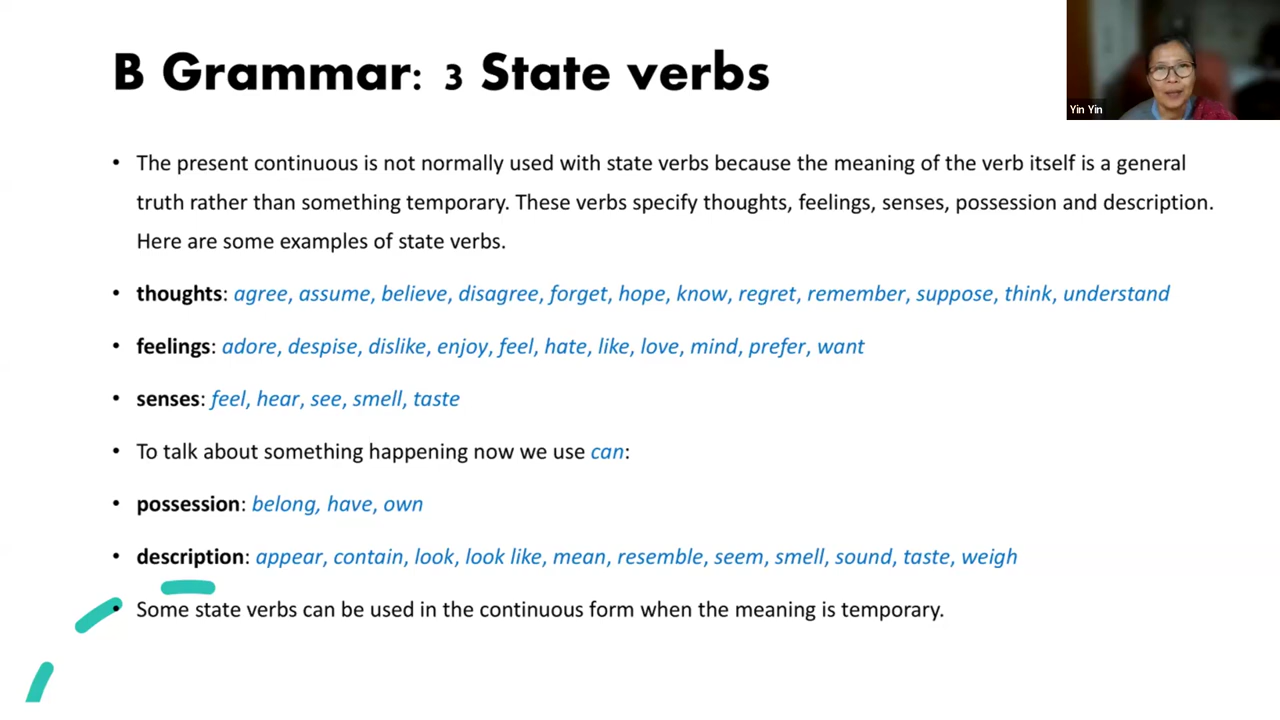 B Grammar: 3 State verbs
Yin Yin
• The present continuous is not normally used with state verbs because the meaning of the verb itself is a general
truth rather than something temporary. These verbs specify thoughts, feelings, senses, possession and description.
Here are some examples of state verbs.
• thoughts: agree, assume, believe, disagree, forget, hope, know, regret, remember, suppose, think, understand
• feelings: adore, despise, dislike, enjoy, feel, hate, like, love, mind, prefer, want
• senses: feel, hear, see, smell, taste
• To talk about something happening now we use can:
• possession: belong, have, own
• description: appear, contain, look, look like, mean, resemble, seem, smell, sound, taste, weigh
• Some state verbs can be used in the continuous form when the meaning is temporary.